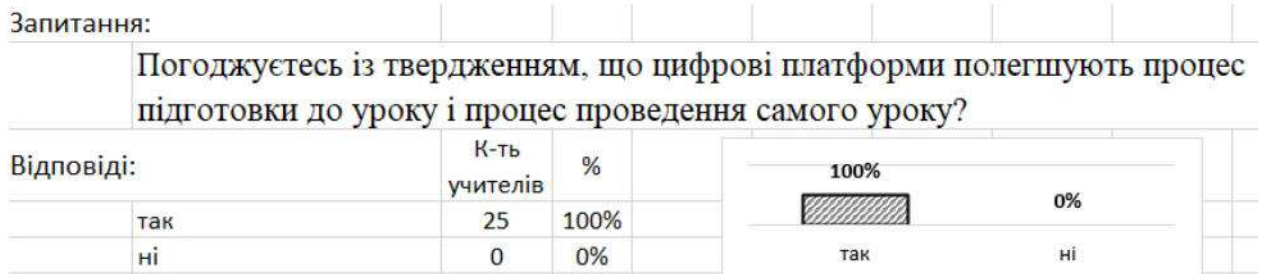 Запитання:
Погоджуєтесь із твердженням, що цифрові платформи полегшують процес
підготовки до уроку і процес проведення самого уроку?
Відповіді:
К-ть
учителів
%
так 25 100%
ні 0 0%
100%
0%
так ні